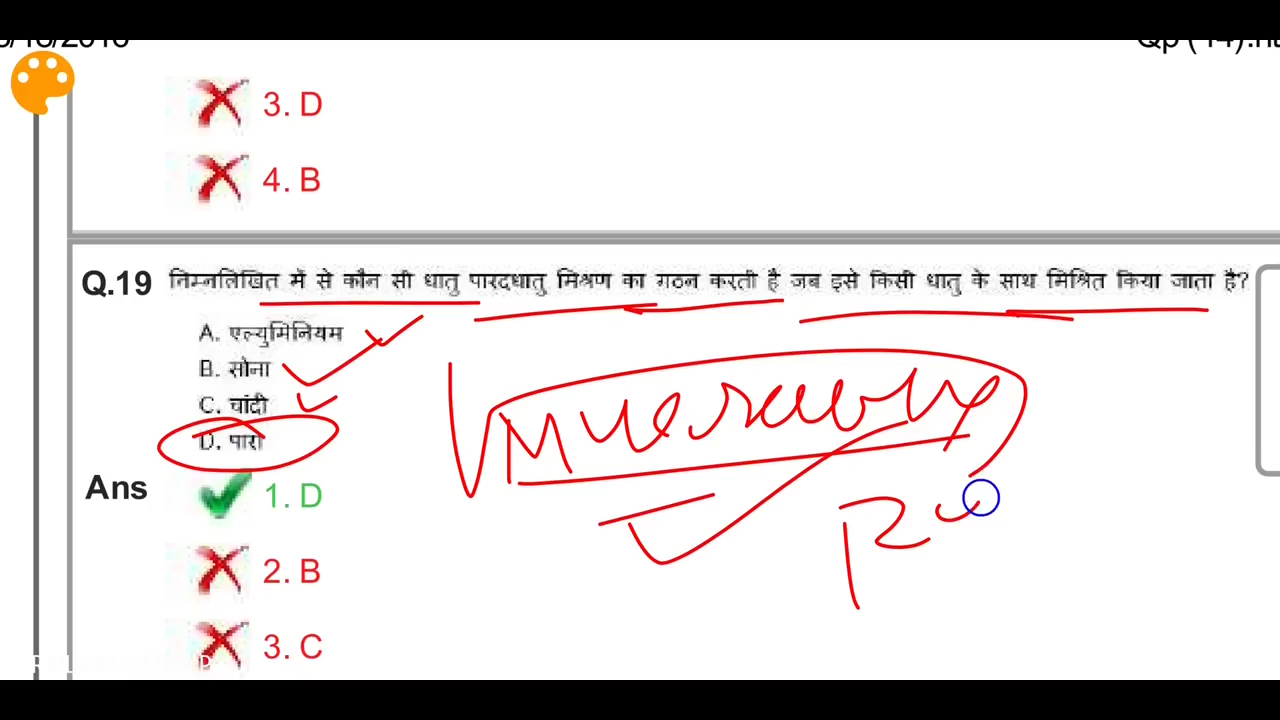 3. D
4. B
Q.19 निम्नलिखित में से कौन सी धातु पारदधातु मिश्रण का गठन करती है जब इसे किसी धातु के साथ मिश्रित किया जाता है?
A. एल्युमिनियम
B. सोना
C. चांदी
D. पारा
Ans 1. D
2. B
3. C